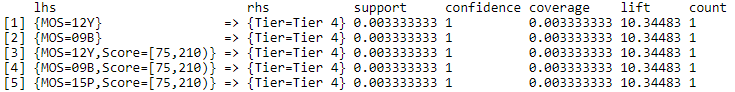 lhs rhs support confidence coverage lift count
[1] {MOS=12Y} => {Tier=Tier 4} 0.003333333 1 0.003333333 10.34483 1
[2] {MOS=09B} => {Tier=Tier 4} 0.003333333 1 0.003333333 10.34483 1
[3] {MOS=12Y,Score=[75,210)} => {Tier=Tier 4} 0.003333333 1 0.003333333 10.34483 1
[4] {MOS=09B,Score=[75,210)} => {Tier=Tier 4} 0.003333333 1 0.003333333 10.34483 1
[5] {MOS=15P,Score=[75,210)} => {Tier=Tier 4} 0.003333333 1 0.003333333 10.34483 1